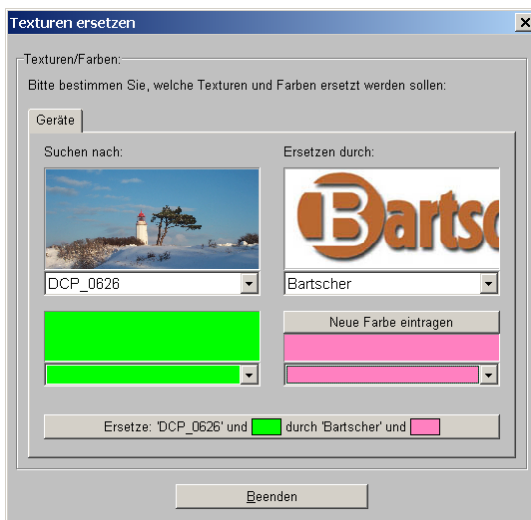 Texturen ersetzen
Texturen/Farben:
Bitte bestimmen Sie, welche Texturen und Farben ersetzt werden sollen:
Geräte
Suchen nach:
Ersetzen durch:
Bartsc
DCP_0626
Bartscher
Neue Farbe eintragen
Ersetze: 'DCP_0626' und durch 'Bartscher' und
Beenden